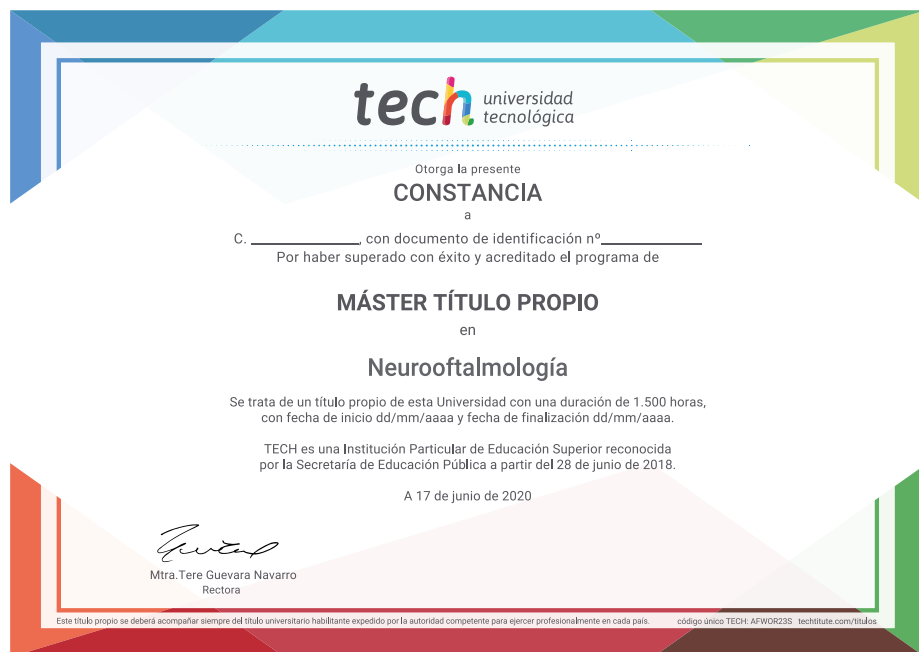 tech universidad
tecnológica
Otorga la presente
CONSTANCIA
a
C. ____________, con documento de identificación nº____________
Por haber superado con éxito y acreditado el programa de
MÁSTER TÍTULO PROPIO
en
Neurooftalmología
Se trata de un título propio de esta Universidad con una duración de 1.500 horas,
con fecha de inicio dd/mm/aaaa y fecha de finalización dd/mm/aaaa.
TECH es una Institución Particular de Educación Superior reconocida
por la Secretaría de Educación Pública a partir del 28 de junio de 2018.
A 17 de junio de 2020
Mtra.Tere Guevara Navarro
Rectora
Este título propio se deberá acompañar siempre del título universitario habilitante expedido por la autoridad competente para ejercer profesionalmente en cada país. código único TECH: AFWOR23S techtitute.com/titulos